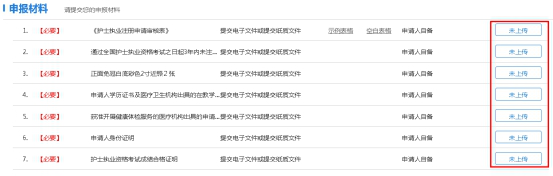 申报材料 请提交您的申报材料
1. 【必要】 《护士执业注册申请审核表》 提交电子文件或提交纸质文件 示例表格 空白表格 申请人自备 未上传
2. 【必要】 通过全国护士执业资格考试之日起3年内未注... 提交电子文件或提交纸质文件 申请人自备 未上传
3. 【必要】 正面免冠白底彩色2寸近照2张 提交电子文件或提交纸质文件 申请人自备 未上传
4. 【必要】 申请人学历证书及医疗卫生机构出具的在教学... 提交电子文件或提交纸质文件 申请人自备 未上传
5. 【必要】 获准开展健康体检服务的医疗机构出具的申请... 提交电子文件或提交纸质文件 申请人自备 未上传
6. 【必要】 申请人身份证明 提交电子文件或提交纸质文件 申请人自备 未上传
7. 【必要】 护士执业资格考试成绩合格证明 提交电子文件或提交纸质文件 申请人自备 未上传